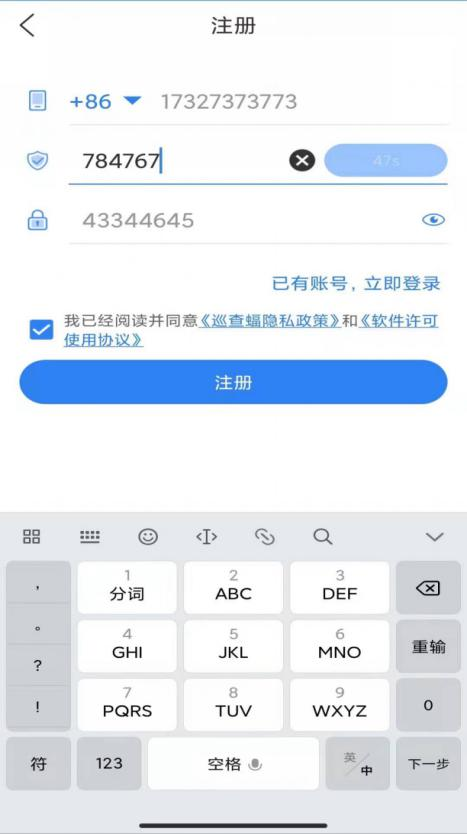 注册
+86 17327373773
784767 47s
43344645
已有账号，立即登录
我已经阅读并同意《巡查蝠隐私政策》和《软件许可
使用协议》
注册
, 1 2 3
分词 ABC DEF
。 4 5 6 重输
? GHI JKL MNO
! 7 8 9 0
PQRS TUV WXYZ
符 123 空格 英/中 下一步